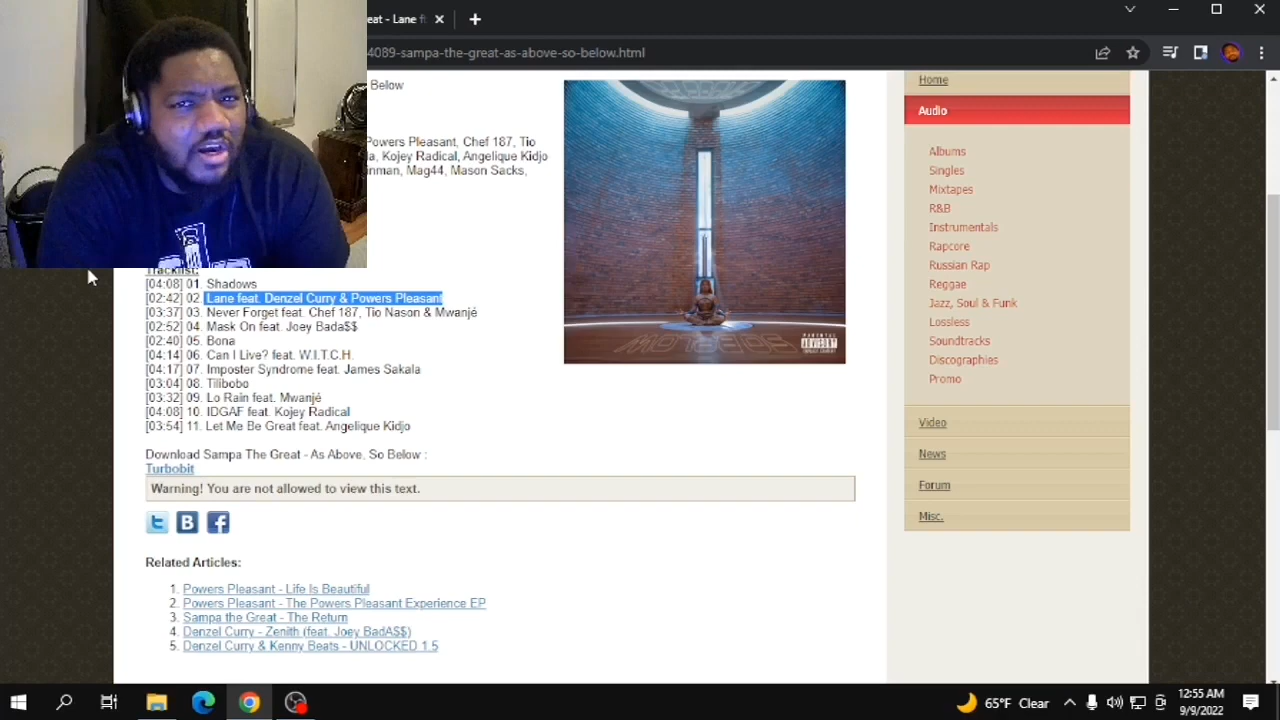 eat - Lane f
4089-sampa-the-great-as-above-so-below.html
Below
Powers Pleasant, Chef 187, Tio
la, Kojey Radical, Angelique Kidjo
inman, Mag44, Mason Sacks,
Tracklist:
[04:08] 01. Shadows
[02:42] 02. Lane feat. Denzel Curry & Powers Pleasant
[03:37] 03. Never Forget feat. Chef 187, Tio Nason & Mwanjé
[02:52] 04. Mask On feat. Joey Bada$$
[02:40] 05. Bona
[04:14] 06. Can I Live? feat. W.I.T.C.H.
[04:17] 07. Imposter Syndrome feat. James Sakala
[03:04] 08. Tilibobo
[03:32] 09. Lo Rain feat. Mwanjé
[04:08] 10. IDGAF feat. Kojey Radical
[03:54] 11. Let Me Be Great feat. Angelique Kidjo
Download Sampa The Great - As Above, So Below :
Turbobit
Warning! You are not allowed to view this text.
Related Articles:
1. Powers Pleasant - Life Is Beautiful
2. Powers Pleasant - The Powers Pleasant Experience EP
3. Sampa the Great - The Return
4. Denzel Curry - Zenith (feat. Joey BadA$$)
5. Denzel Curry & Kenny Beats - UNLOCKED 1.5
PARENTAL
ADVISORY
Home
Audio
Albums
Singles
Mixtapes
R&B
Instrumentals
Rapcore
Russian Rap
Reggae
Jazz, Soul & Funk
Lossless
Soundtracks
Discographies
Promo
Video
News
Forum
Misc.
65°F Clear
12:55 AM
9/9/2022